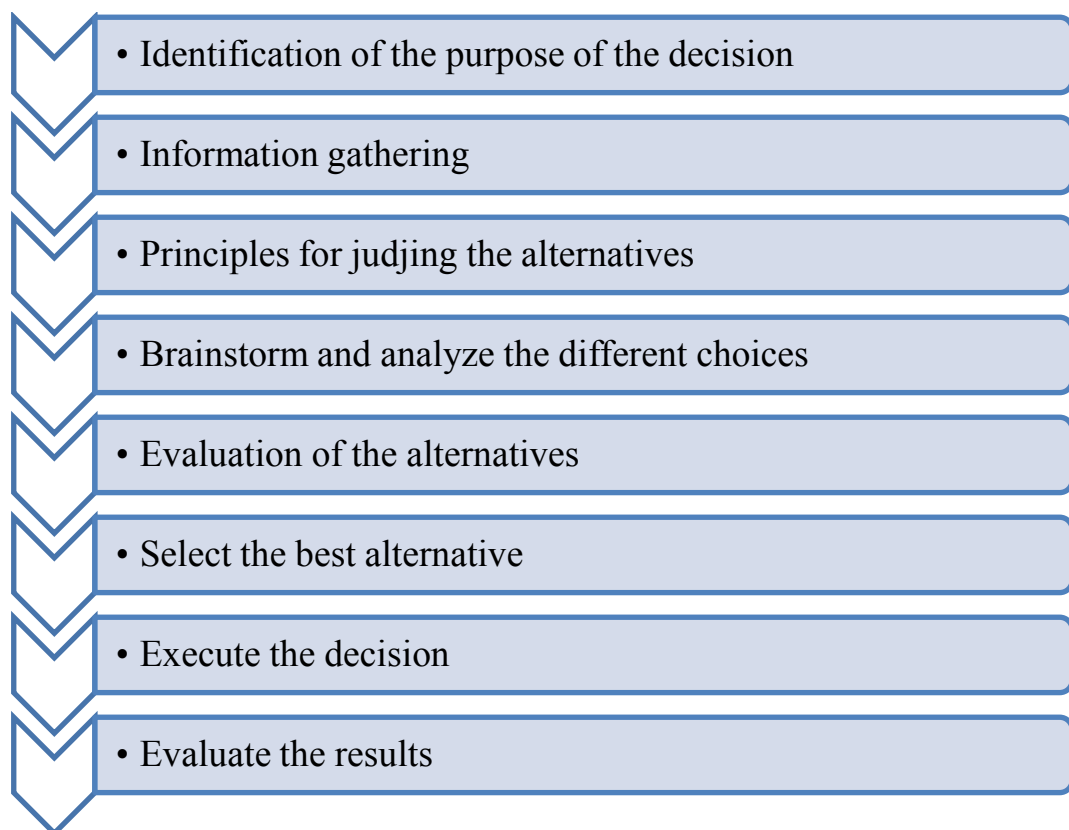 • Identification of the purpose of the decision
• Information gathering
• Principles for judjing the alternatives
• Brainstorm and analyze the different choices
• Evaluation of the alternatives
• Select the best alternative
• Execute the decision
• Evaluate the results